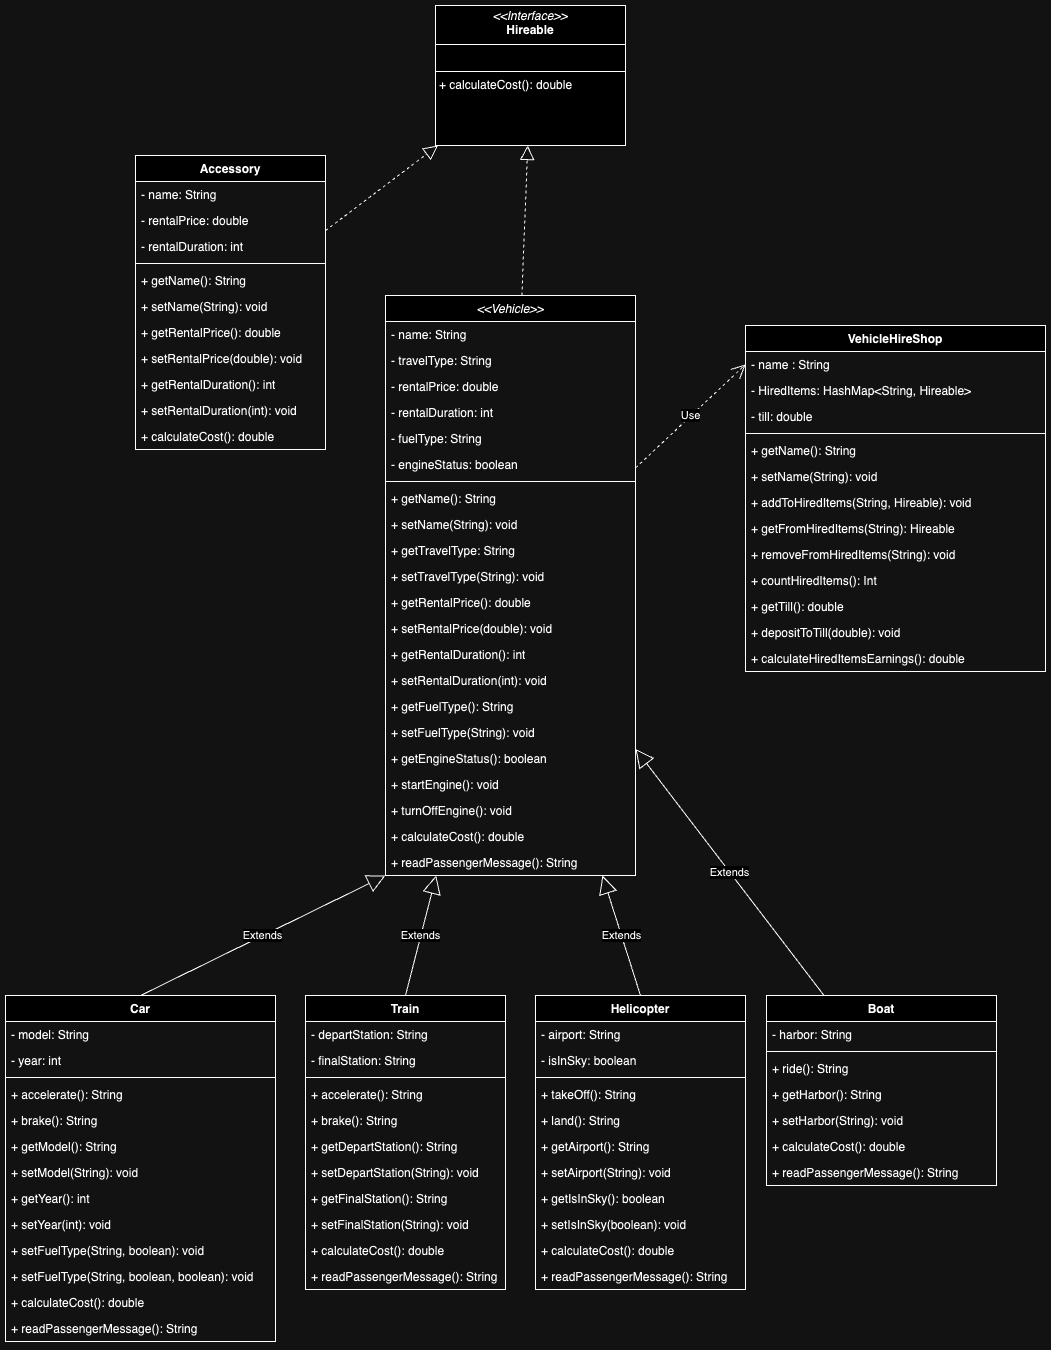 <<Interface>>
Hireable
+ calculateCost(): double
Accessory
- name: String
- rentalPrice: double
- rentalDuration: int
+ getName(): String
+ setName(String): void
+ getRentalPrice(): double
+ setRentalPrice(double): void
+ getRentalDuration(): int
+ setRentalDuration(int): void
+ calculateCost(): double
<<Vehicle>>
- name: String
- travelType: String
- rentalPrice: double
- rentalDuration: int
- fuelType: String
- engineStatus: boolean
+ getName(): String
+ setName(String): void
+ getTravelType: String
+ setTravelType(String): void
+ getRentalPrice(): double
+ setRentalPrice(double): void
+ getRentalDuration(): int
+ setRentalDuration(int): void
+ getFuelType(): String
+ setFuelType(String): void
+ getEngineStatus(): boolean
+ startEngine(): void
+ turnOffEngine(): void
+ calculateCost(): double
+ readPassengerMessage(): String
Use
VehicleHireShop
- name : String
- HiredItems: HashMap<String, Hireable>
- till: double
+ getName(): String
+ setName(String): void
+ addToHiredItems(String, Hireable): void
+ getFromHiredItems(String): Hireable
+ removeFromHiredItems(String): void
+ countHiredItems(): Int
+ getTill(): double
+ depositToTill(double): void
+ calculateHiredItemsEarnings(): double
Extends
Extends
Extends
Extends
Car
- model: String
- year: int
+ accelerate(): String
+ brake(): String
+ getModel(): String
+ setModel(String): void
+ getYear(): int
+ setYear(int): void
+ setFuelType(String, boolean): void
+ setFuelType(String, boolean, boolean): void
+ calculateCost(): double
+ readPassengerMessage(): String
Train
- departStation: String
- finalStation: String
+ accelerate(): String
+ brake(): String
+ getDepartStation(): String
+ setDepartStation(String): void
+ getFinalStation(): String
+ setFinalStation(String): void
+ calculateCost(): double
+ readPassengerMessage(): String
Helicopter
- airport: String
- isInSky: boolean
+ takeOff(): String
+ land(): String
+ getAirport(): String
+ setAirport(String): void
+ getIsInSky(): boolean
+ setIsInSky(boolean): void
+ calculateCost(): double
+ readPassengerMessage(): String
Boat
- harbor: String
+ ride(): String
+ getHarbor(): String
+ setHarbor(String): void
+ calculateCost(): double
+ readPassengerMessage(): String